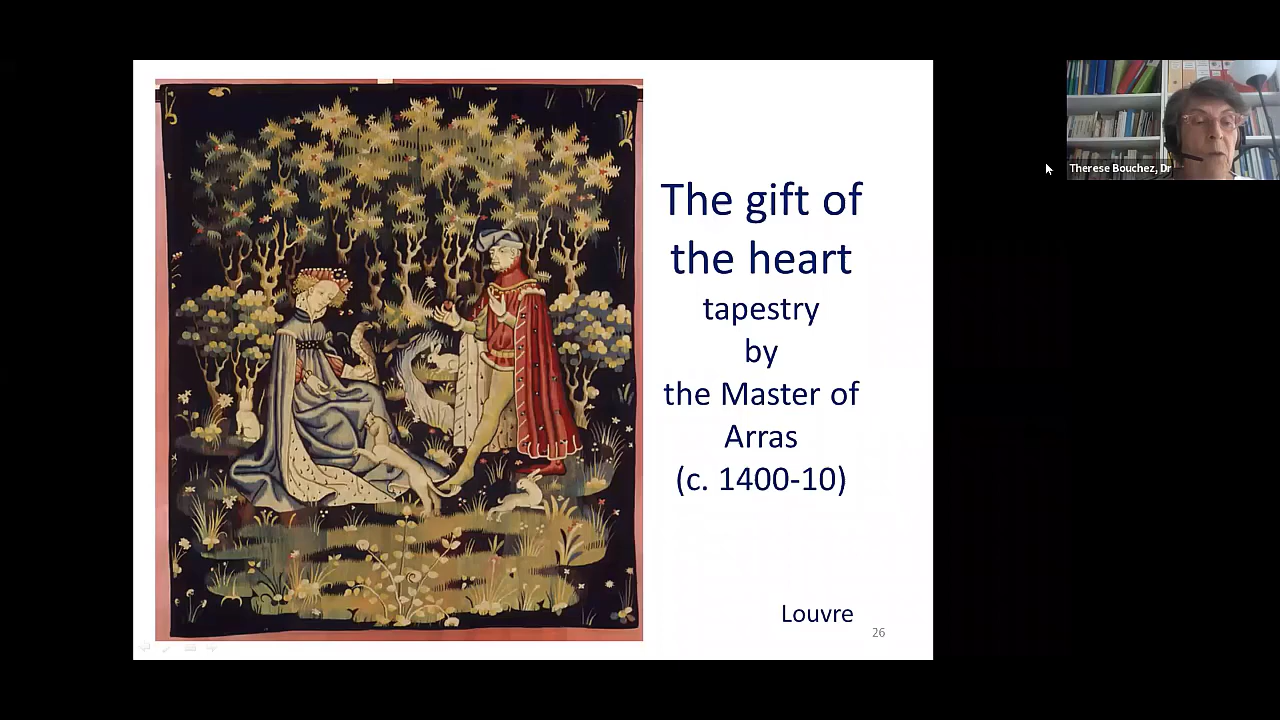 The gift of
the heart
tapestry
by
the Master of
Arras
(c. 1400-10)
Louvre
26
Therese Bouchez, Dr